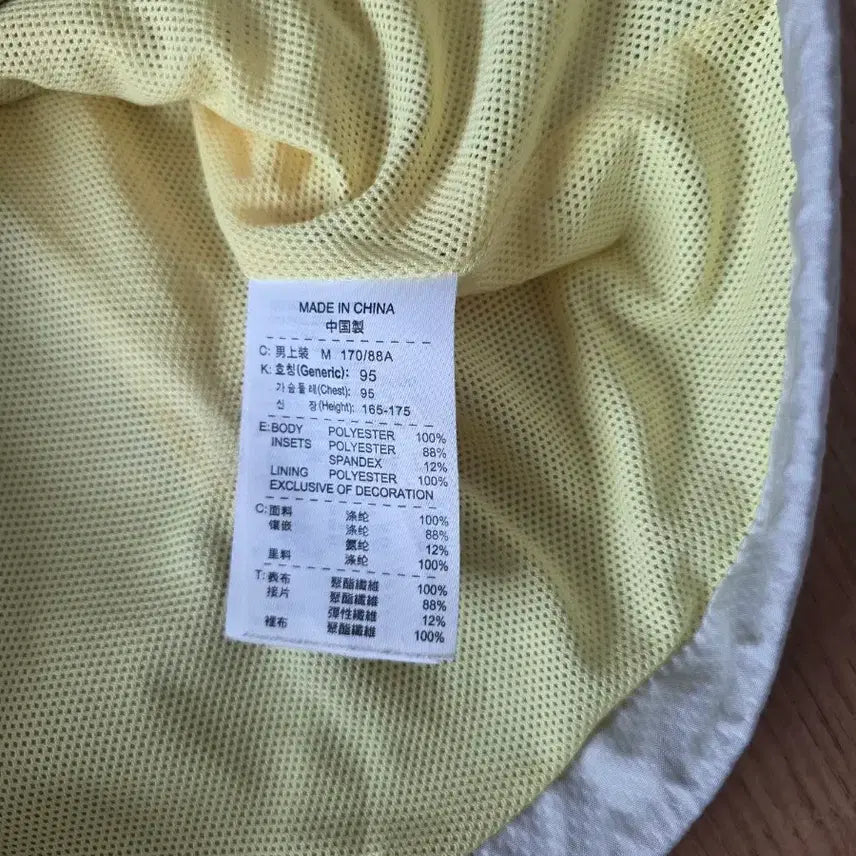 MADE IN CHINA
中国製
C: 男上装 M 170/88A
K: 호칭(Generic): 95
가슴둘레(Chest): 95
신 장(Height): 165-175
E: BODY POLYESTER 100%
INSETS POLYESTER 88%
SPANDEX 12%
LINING POLYESTER 100%
EXCLUSIVE OF DECORATION
C: 面料 涤纶 100%
镶嵌 涤纶 88%
氨纶 12%
里料 涤纶 100%
T: 表布 聚酯纖維 100%
接片 聚酯纖維 88%
彈性纖維 12%
裡布 聚酯纖維 100%